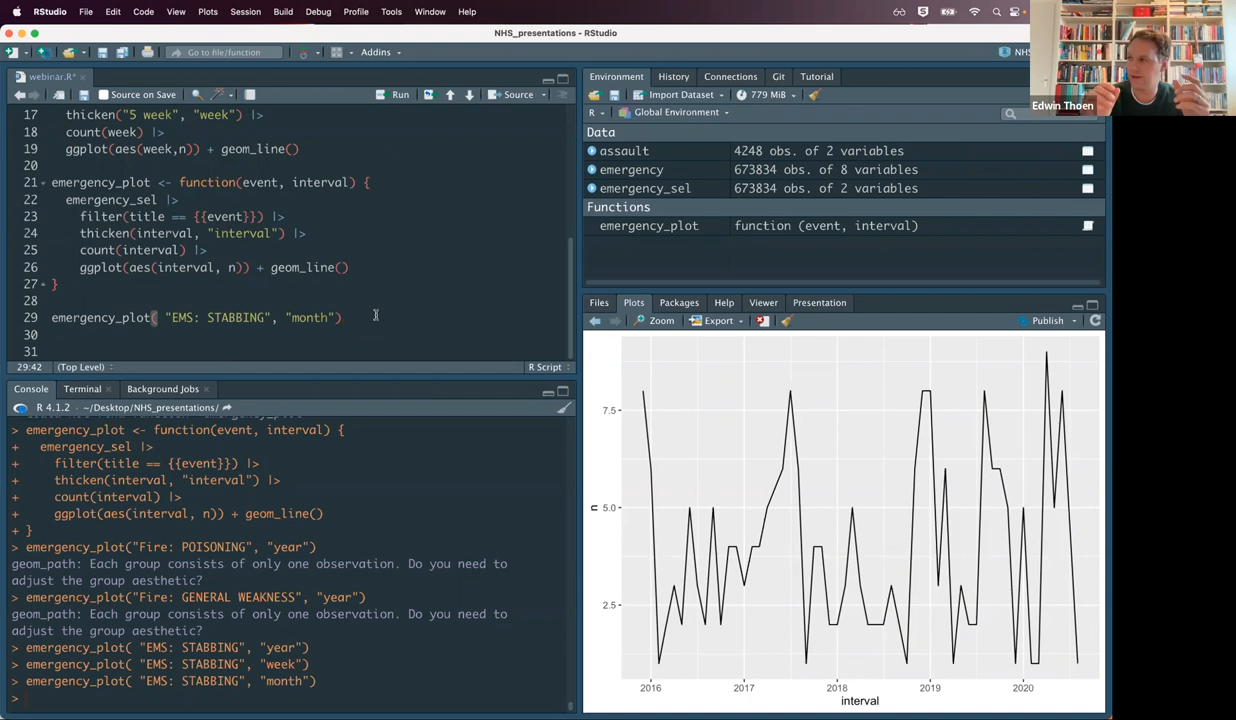 RStudio File Edit Code View Plots Session Build Debug Profile Tools Window Help
NHS_presentations - RStudio
Go to file/function Addins NHS
webinar.R*
Source on Save Run Source
17 thicken("5 week", "week") |>
18 count(week) |>
19 ggplot(aes(week,n)) + geom_line()
20
21 emergency_plot <- function(event, interval) {
22 emergency_sel |>
23 filter(title == {{event}}) |>
24 thicken(interval, "interval") |>
25 count(interval) |>
26 ggplot(aes(interval, n)) + geom_line()
27 }
28
29 emergency_plot( "EMS: STABBING", "month")
30
31
29:42 (Top Level) R Script
Console Terminal Background Jobs
R 4.1.2 · ~/Desktop/NHS_presentations/
> emergency_plot <- function(event, interval) {
+ emergency_sel |>
+ filter(title == {{event}}) |>
+ thicken(interval, "interval") |>
+ count(interval) |>
+ ggplot(aes(interval, n)) + geom_line()
+ }
> emergency_plot("Fire: POISONING", "year")
geom_path: Each group consists of only one observation. Do you need to
adjust the group aesthetic?
> emergency_plot("Fire: GENERAL WEAKNESS", "year")
geom_path: Each group consists of only one observation. Do you need to
adjust the group aesthetic?
> emergency_plot( "EMS: STABBING", "year")
> emergency_plot( "EMS: STABBING", "week")
> emergency_plot( "EMS: STABBING", "month")
>
Environment History Connections Git Tutorial
Import Dataset 779 MiB
R Global Environment
Data
assault 4248 obs. of 2 variables
emergency 673834 obs. of 8 variables
emergency_sel 673834 obs. of 2 variables
Functions
emergency_plot function (event, interval)
Files Plots Packages Help Viewer Presentation
Zoom Export Publish
7.5
5.0
2.5
n
2016 2017 2018 2019 2020
interval
Edwin Thoen